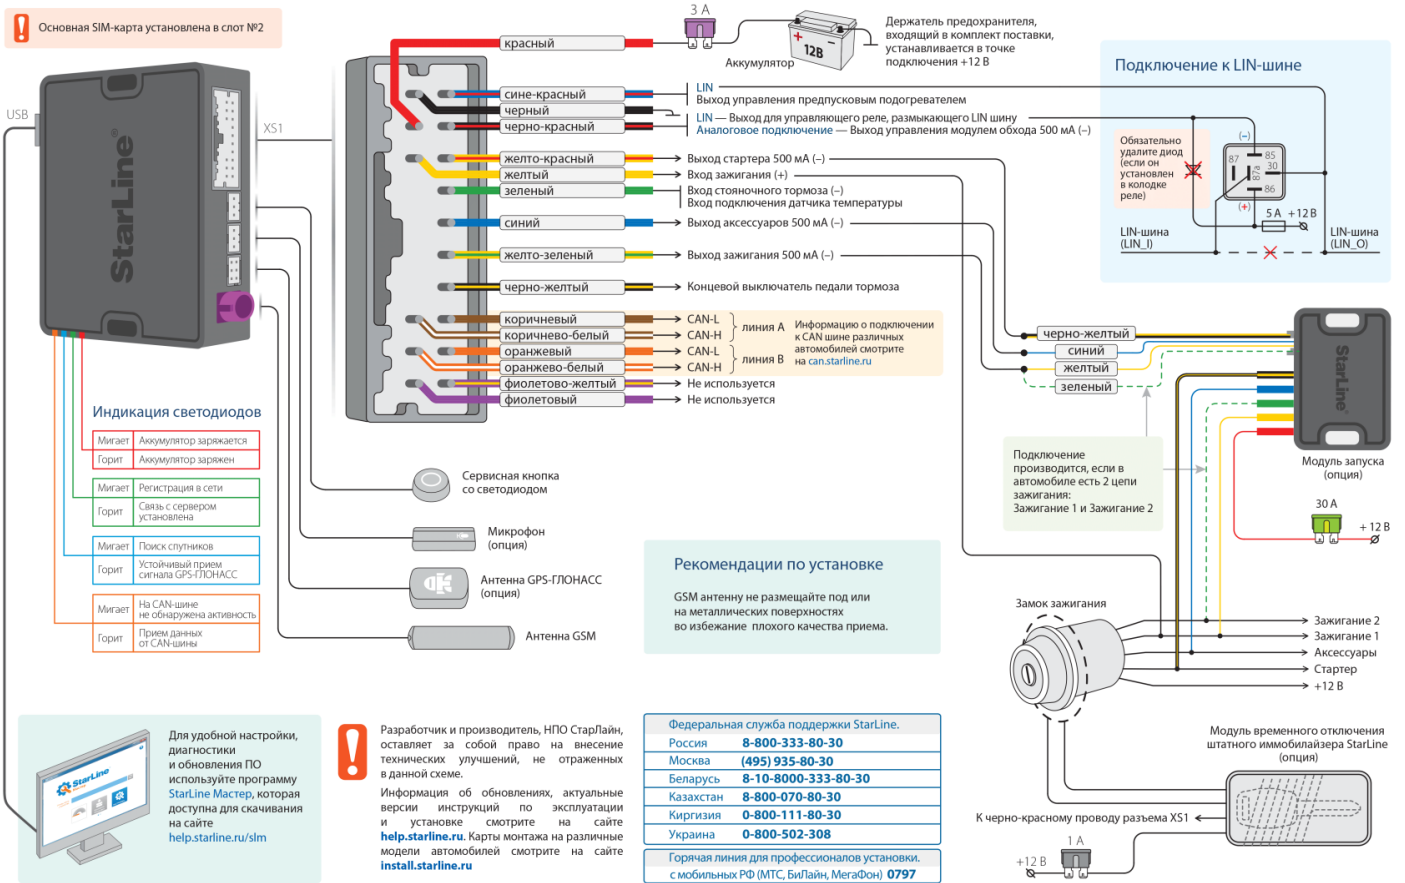 Основная SIM-карта установлена в слот №2
USB
StarLine®
XS1
3 А
красный
Аккумулятор
12В
Держатель предохранителя,
входящий в комплект поставки,
устанавливается в точке
подключения +12 В
сине-красный
LIN
Выход управления предпусковым подогревателем
черный
LIN — Выход для управляющего реле, размыкающего LIN шину
черно-красный
Аналоговое подключение — Выход управления модулем обхода 500 мА (–)
желто-красный
Выход стартера 500 мА (–)
желтый
Вход зажигания (+)
зеленый
Вход стояночного тормоза (–)
Вход подключения датчика температуры
синий
Выход аксессуаров 500 мА (–)
желто-зеленый
Выход зажигания 500 мА (–)
черно-желтый
Концевой выключатель педали тормоза
коричневый
CAN-L
коричнево-белый
CAN-H
линия А
оранжевый
CAN-L
оранжево-белый
CAN-H
линия В
Информацию о подключении
к CAN шине различных
автомобилей смотрите
на can.starline.ru
фиолетово-желтый
Не используется
фиолетовый
Не используется
Подключение к LIN-шине
Обязательно
удалите диод
(если он
установлен
в колодке
реле)
(–)
87
85
30
87a
86
(+)
5 А
+12 В
LIN-шина
(LIN_I)
LIN-шина
(LIN_O)
черно-желтый
синий
желтый
зеленый
StarLine®
Модуль запуска
(опция)
Подключение
производится, если в
автомобиле есть 2 цепи
зажигания:
Зажигание 1 и Зажигание 2
30 А
+ 12 В
Индикация светодиодов
Мигает Аккумулятор заряжается
Горит Аккумулятор заряжен
Мигает Регистрация в сети
Горит Связь с сервером
установлена
Мигает Поиск спутников
Горит Устойчивый прием
сигнала GPS-ГЛОНАСС
Мигает На CAN-шине
не обнаружена активность
Горит Прием данных
от CAN-шины
Сервисная кнопка
со светодиодом
Микрофон
(опция)
Антенна GPS-ГЛОНАСС
(опция)
Антенна GSM
Рекомендации по установке
GSM антенну не размещайте под или
на металлических поверхностях
во избежание плохого качества приема.
Замок зажигания
Зажигание 2
Зажигание 1
Аксессуары
Стартер
+12 В
StarLine
Для удобной настройки,
диагностики
и обновления ПО
используйте программу
StarLine Мастер, которая
доступна для скачивания
на сайте
help.starline.ru/slm
Разработчик и производитель, НПО СтарЛайн,
оставляет за собой право на внесение
технических улучшений, не отраженных
в данной схеме.
Информация об обновлениях, актуальные
версии инструкций по эксплуатации
и установке смотрите на сайте
help.starline.ru. Карты монтажа на различные
модели автомобилей смотрите на сайте
install.starline.ru
Федеральная служба поддержки StarLine.
Россия 8-800-333-80-30
Москва (495) 935-80-30
Беларусь 8-10-8000-333-80-30
Казахстан 8-800-070-80-30
Киргизия 0-800-111-80-30
Украина 0-800-502-308
Горячая линия для профессионалов установки.
с мобильных РФ (МТС, БиЛайн, МегаФон) 0797
Модуль временного отключения
штатного иммобилайзера StarLine
(опция)
К черно-красному проводу разъема XS1
1 А
+12 В